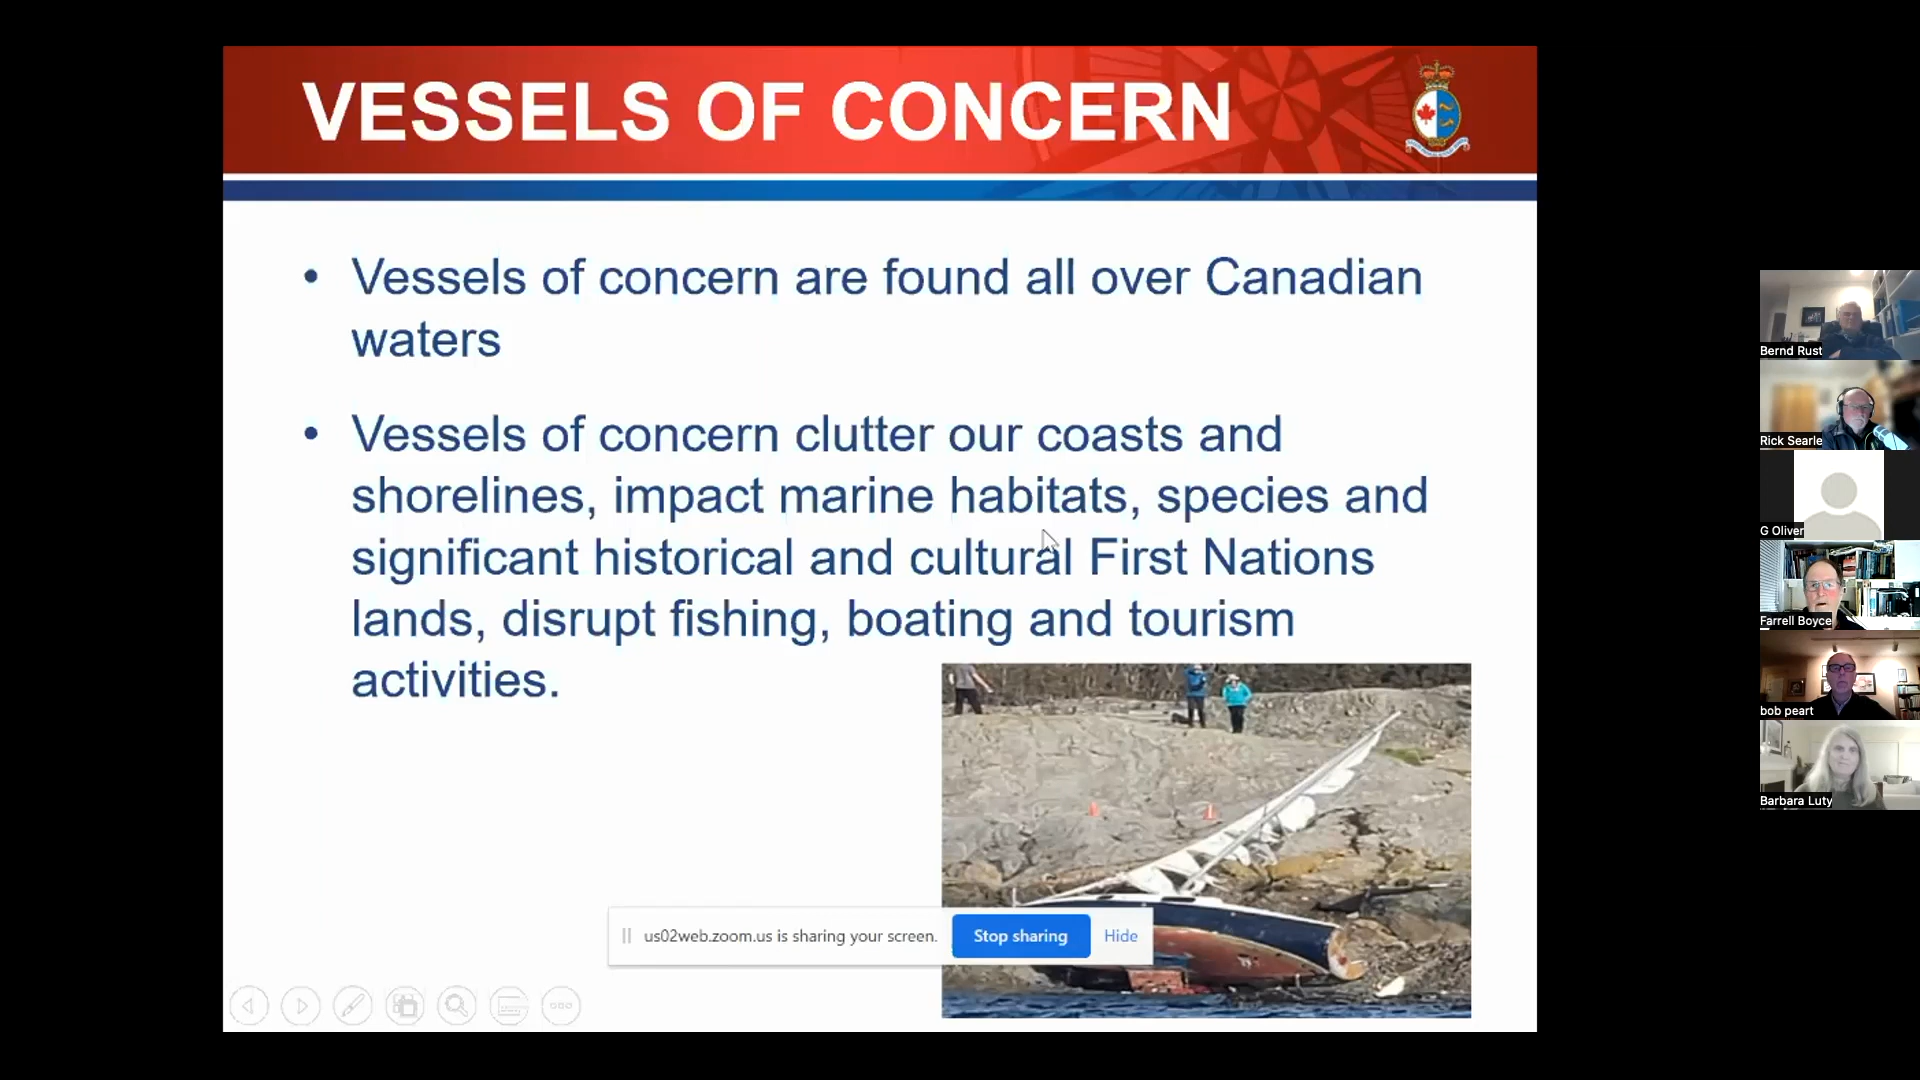 VESSELS OF CONCERN
• Vessels of concern are found all over Canadian
waters
• Vessels of concern clutter our coasts and
shorelines, impact marine habitats, species and
significant historical and cultural First Nations
lands, disrupt fishing, boating and tourism
activities.
us02web.zoom.us is sharing your screen.
Stop sharing
Hide
Bernd Rust
Rick Searle
G Oliver
Farrell Boyce
bob peart
Barbara Luty